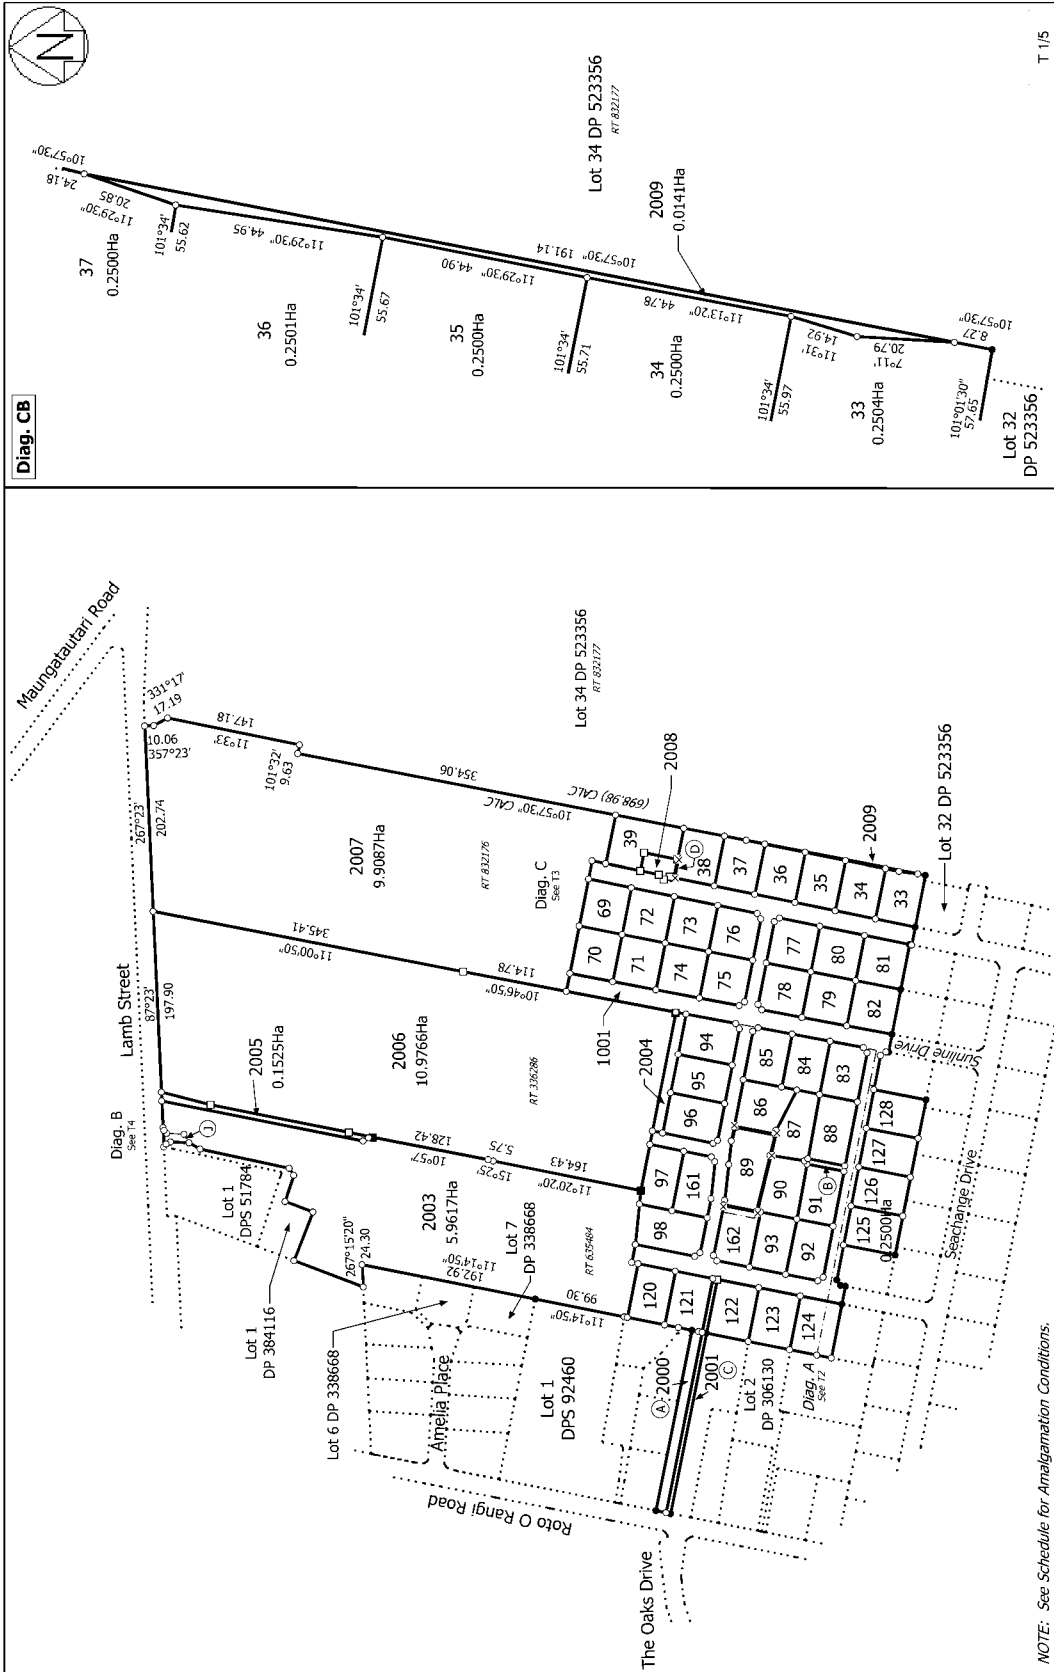 Diag. CB
N
37
0.2500Ha
36
0.2501Ha
35
0.2500Ha
34
0.2500Ha
33
0.2504Ha
Lot 32
DP 523356
Lot 34 DP 523356
RT 832177
2009
0.0141Ha
24.18
10°57'30"
20.85
11°29'30"
101°34'
55.62
44.95
11°29'30"
101°34'
55.67
44.90
11°29'30"
10°57'30"
191.14
101°34'
55.71
44.78
11°13'20"
101°34'
55.97
14.92
11°31'
20.79
7°11'
8.27
10°57'30"
101°01'30"
57.65
T 1/5
Maungatautari Road
Lamb Street
87°23'
197.90
267°23'
202.74
10.06
357°23'
331°17'
17.19
147.18
11°33'
101°32'
9.63
354.06
10°57'30" CALC
(698.98) CALC
Lot 34 DP 523356
RT 832177
2007
9.9087Ha
RT 832176
345.41
11°00'50"
114.78
10°46'50"
Diag. B
See T4
J
2005
0.1525Ha
2006
10.9766Ha
RT 336286
128.42
10°57'
5.75
15°25'
164.43
11°20'20"
Lot 1
DPS 51784
Lot 1
DP 384116
267°15'20"
24.30
2003
5.9617Ha
192.92
11°14'50"
Lot 7
DP 338668
RT 635484
99.30
11°14'50"
Lot 6 DP 338668
Amelia Place
Lot 1
DPS 92460
Roto O Rangi Road
The Oaks Drive
A
2000
2001
C
Lot 2
DP 306130
Diag. A
See T2
Diag. C
See T3
2008
D
39
38
37
36
35
34
33
2009
Lot 32 DP 523356
69
70
72
71
73
74
76
75
77
78
80
79
81
82
1001
2004
94
95
96
97
161
98
85
84
83
86
87
88
89
90
91
B
162
93
92
120
121
122
123
124
128
127
126
125
0.2500Ha
Sunline Drive
Seachange Drive
NOTE: See Schedule for Amalgamation Conditions.